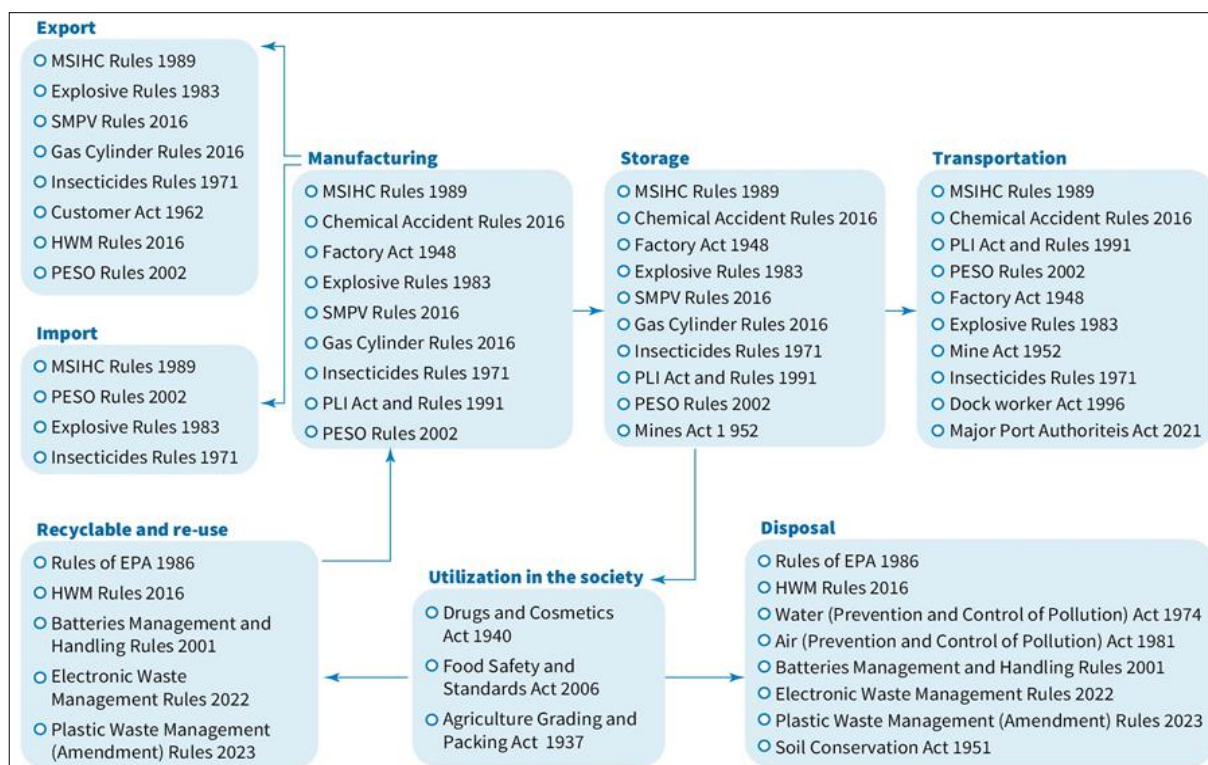 Export
MSIHC Rules 1989
Explosive Rules 1983
SMPV Rules 2016
Gas Cylinder Rules 2016
Insecticides Rules 1971
Customer Act 1962
HWM Rules 2016
PESO Rules 2002
Import
MSIHC Rules 1989
PESO Rules 2002
Explosive Rules 1983
Insecticides Rules 1971
Manufacturing
MSIHC Rules 1989
Chemical Accident Rules 2016
Factory Act 1948
Explosive Rules 1983
SMPV Rules 2016
Gas Cylinder Rules 2016
Insecticides Rules 1971
PLI Act and Rules 1991
PESO Rules 2002
Storage
MSIHC Rules 1989
Chemical Accident Rules 2016
Factory Act 1948
Explosive Rules 1983
SMPV Rules 2016
Gas Cylinder Rules 2016
Insecticides Rules 1971
PLI Act and Rules 1991
PESO Rules 2002
Mines Act 1 952
Transportation
MSIHC Rules 1989
Chemical Accident Rules 2016
PLI Act and Rules 1991
PESO Rules 2002
Factory Act 1948
Explosive Rules 1983
Mine Act 1952
Insecticides Rules 1971
Dock worker Act 1996
Major Port Authoriteis Act 2021
Recyclable and re-use
Rules of EPA 1986
HWM Rules 2016
Batteries Management and
Handling Rules 2001
Electronic Waste
Management Rules 2022
Plastic Waste Management
(Amendment) Rules 2023
Utilization in the society
Drugs and Cosmetics
Act 1940
Food Safety and
Standards Act 2006
Agriculture Grading and
Packing Act 1937
Disposal
Rules of EPA 1986
HWM Rules 2016
Water (Prevention and Control of Pollution) Act 1974
Air (Prevention and Control of Pollution) Act 1981
Batteries Management and Handling Rules 2001
Electronic Waste Management Rules 2022
Plastic Waste Management (Amendment) Rules 2023
Soil Conservation Act 1951